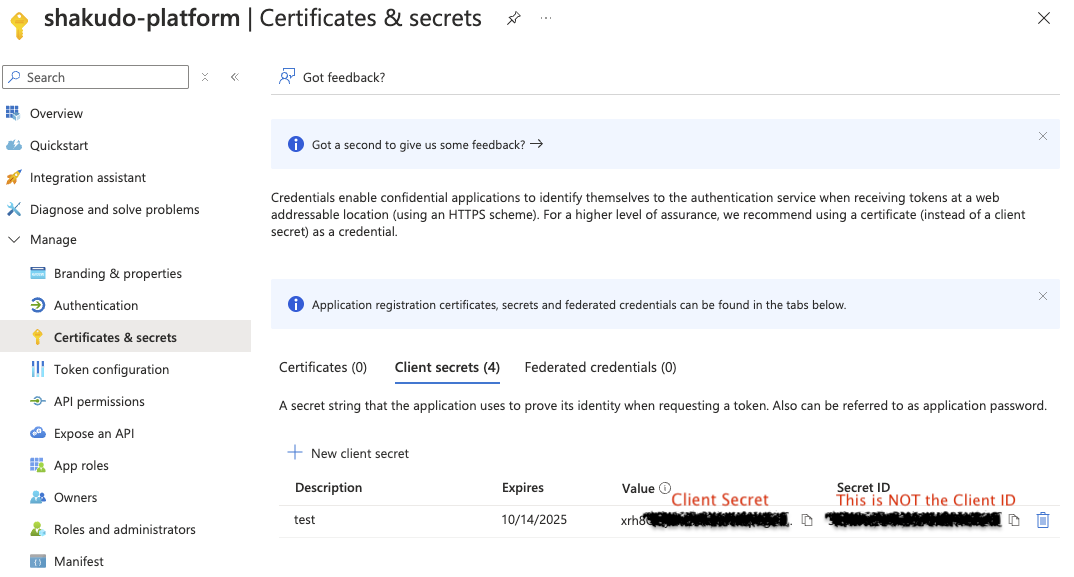 shakudo-platform | Certificates & secrets
Search
Got feedback?
Overview
Quickstart
Integration assistant
Diagnose and solve problems
Manage
Branding & properties
Authentication
Certificates & secrets
Token configuration
API permissions
Expose an API
App roles
Owners
Roles and administrators
Manifest
Got a second to give us some feedback?
Credentials enable confidential applications to identify themselves to the authentication service when receiving tokens at a web
addressable location (using an HTTPS scheme). For a higher level of assurance, we recommend using a certificate (instead of a client
secret) as a credential.
Application registration certificates, secrets and federated credentials can be found in the tabs below.
Certificates (0) Client secrets (4) Federated credentials (0)
A secret string that the application uses to prove its identity when requesting a token. Also can be referred to as application password.
New client secret
Description Expires Value Secret ID
Client Secret This is NOT the Client ID
test 10/14/2025